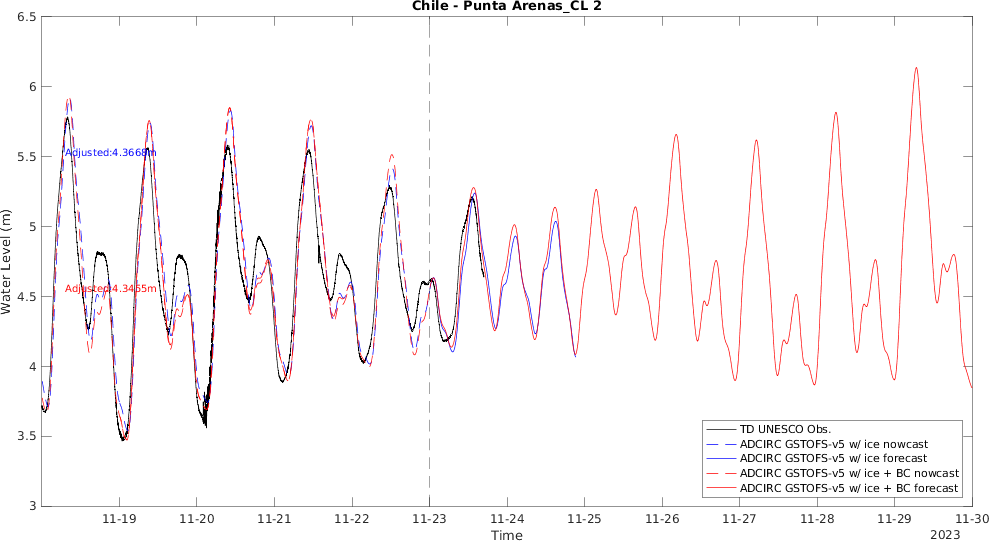 Chile - Punta Arenas_CL 2
6.5
6
5.5
5
4.5
4
3.5
3
Water Level (m)
Adjusted:4.3668m
Adjusted:4.3455m
TD UNESCO Obs.
ADCIRC GSTOFS-v5 w/ ice nowcast
ADCIRC GSTOFS-v5 w/ ice forecast
ADCIRC GSTOFS-v5 w/ ice + BC nowcast
ADCIRC GSTOFS-v5 w/ ice + BC forecast
11-19 11-20 11-21 11-22 11-23 11-24 11-25 11-26 11-27 11-28 11-29 11-30
Time
2023